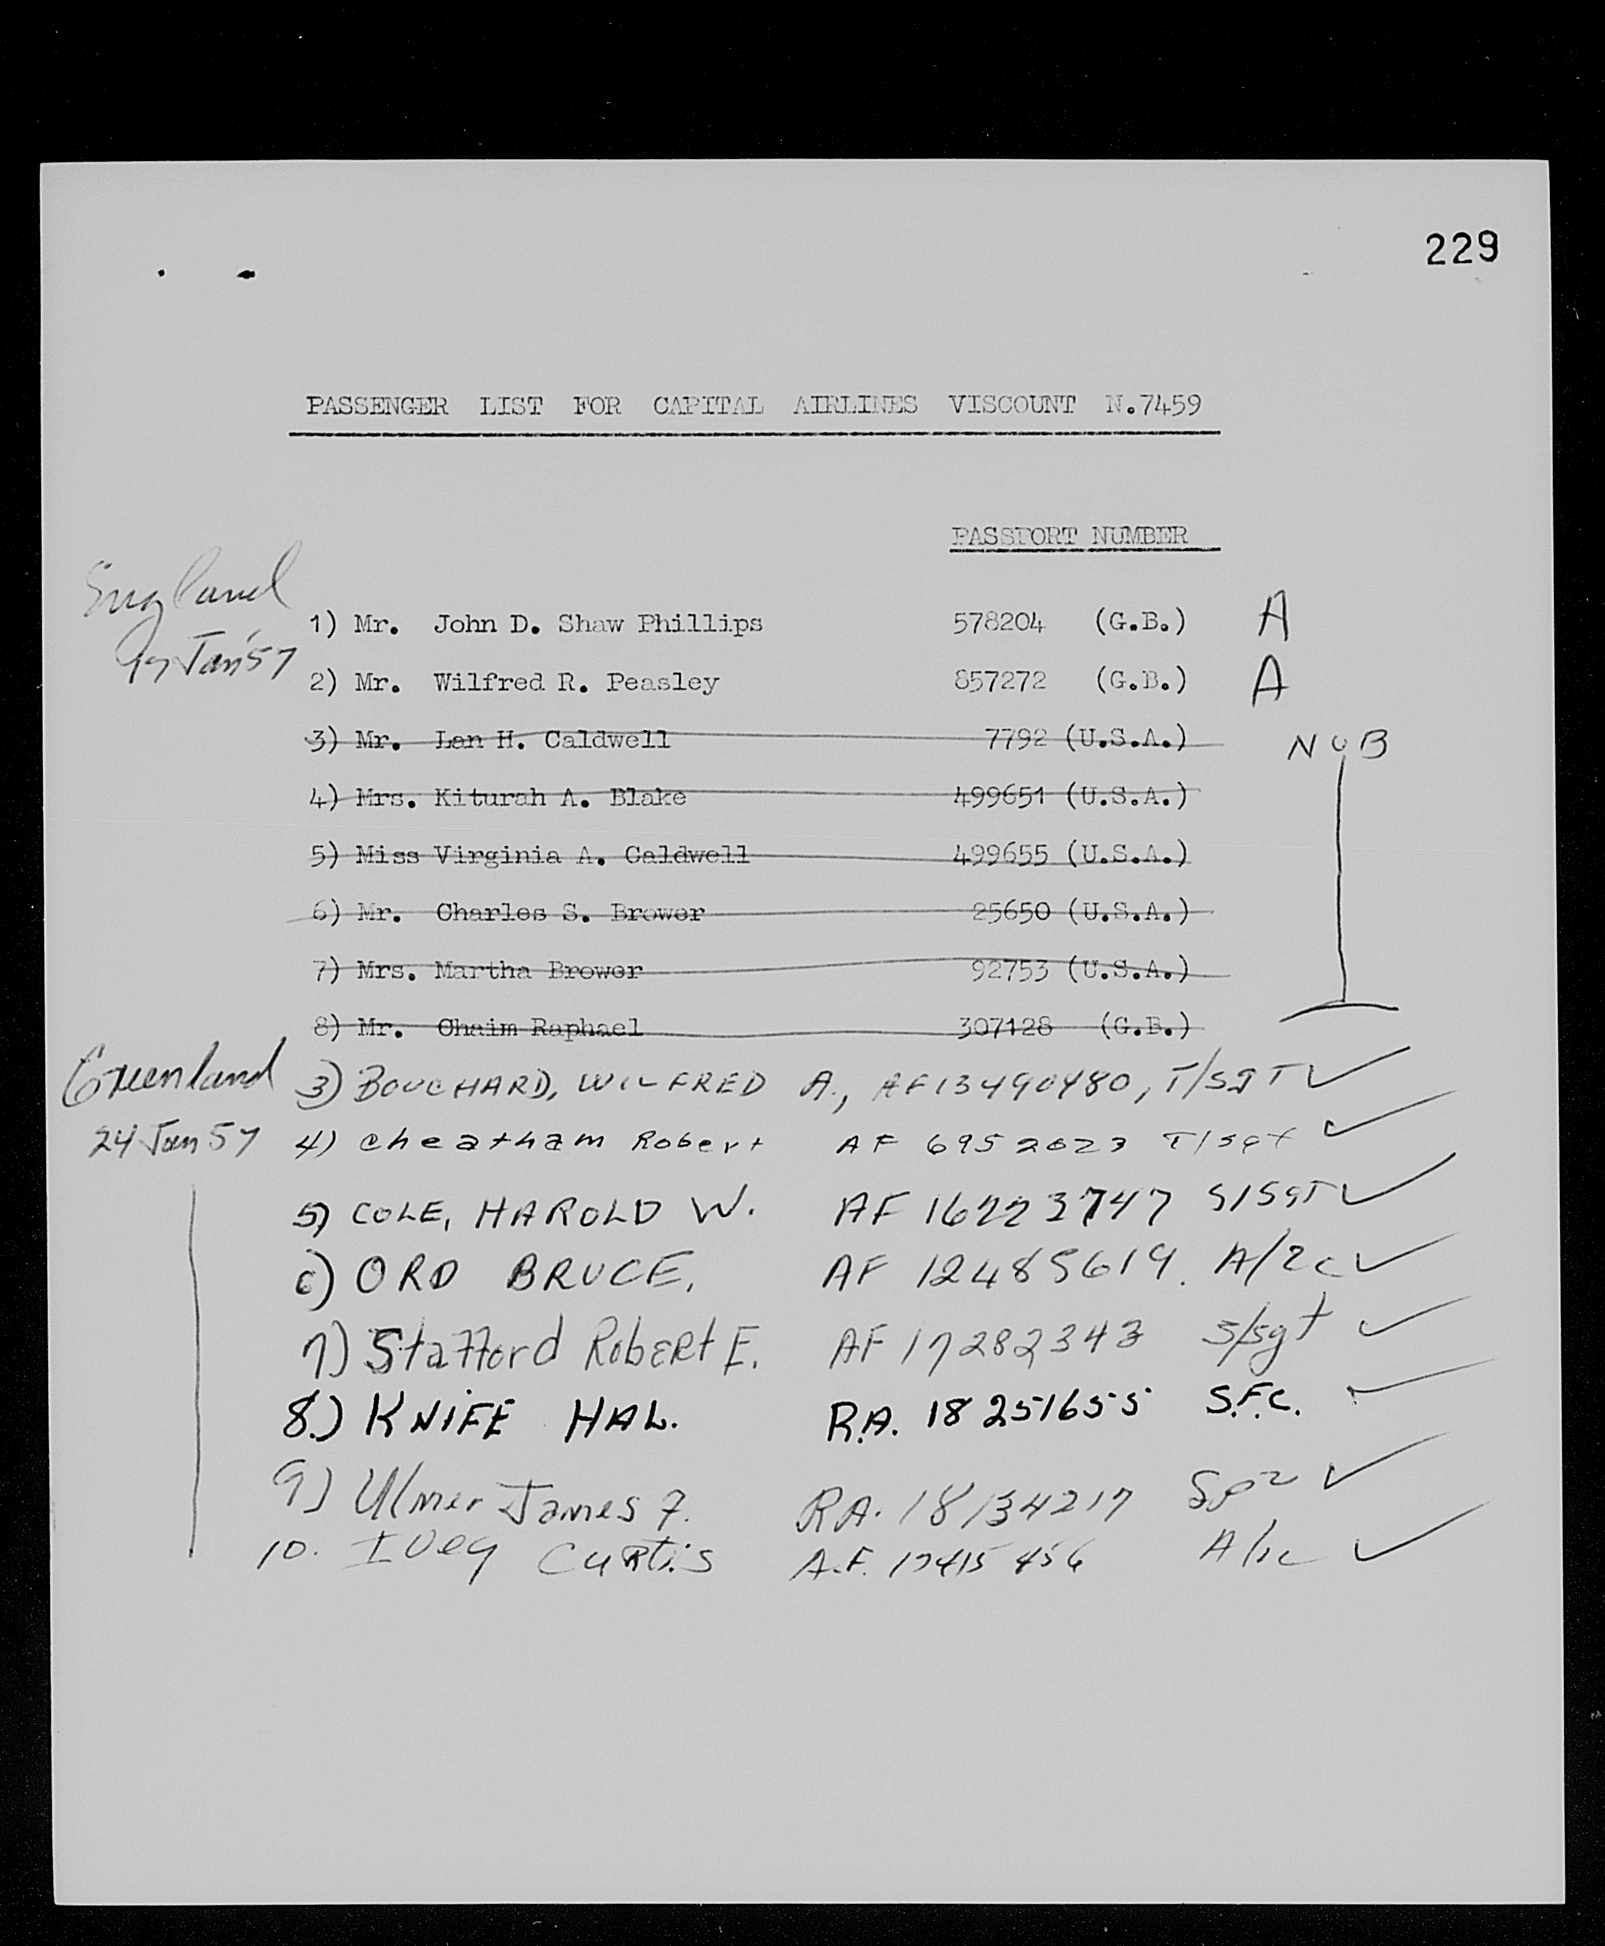 229
PASSENGER LIST FOR CAPITAL AIRLINES VISCOUNT N.7459
PASSPORT NUMBER
England
Jan '57
1) Mr. John D. Shaw Phillips 578204 (G.B.) A
2) Mr. Wilfred R. Peasley 857272 (G.B.) A
3) Mr. Lan H. Caldwell 7792 (U.S.A.) NOB
4) Mrs. Kiturah A. Blake 499651 (U.S.A.)
5) Miss Virginia A. Caldwell 499655 (U.S.A.)
6) Mr. Charles S. Brower 25650 (U.S.A.)
7) Mrs. Martha Brower 92753 (U.S.A.)
8) Mr. Chaim Raphael 307128 (G.B.)
Greenland
24 Jan 57
3) BOUCHARD, WILFRED A., AF13490480, T/SgT ✓
4) Cheatham Robert AF 6952023 T/Sgt ✓
5) COLE, HAROLD W. AF 16223747 S/SGT ✓
6) ORD BRUCE, AF 12485619. A/2c ✓
7) Stafford Robert E. AF 17282343 S/sgt ✓
8.) KNIFE HAL. R.A. 18251655 S.F.C. ✓
9) Ulmer James F. RA. 18134217 Sp2 ✓
10. IVey CuRtis A.F. 17415456 ✓